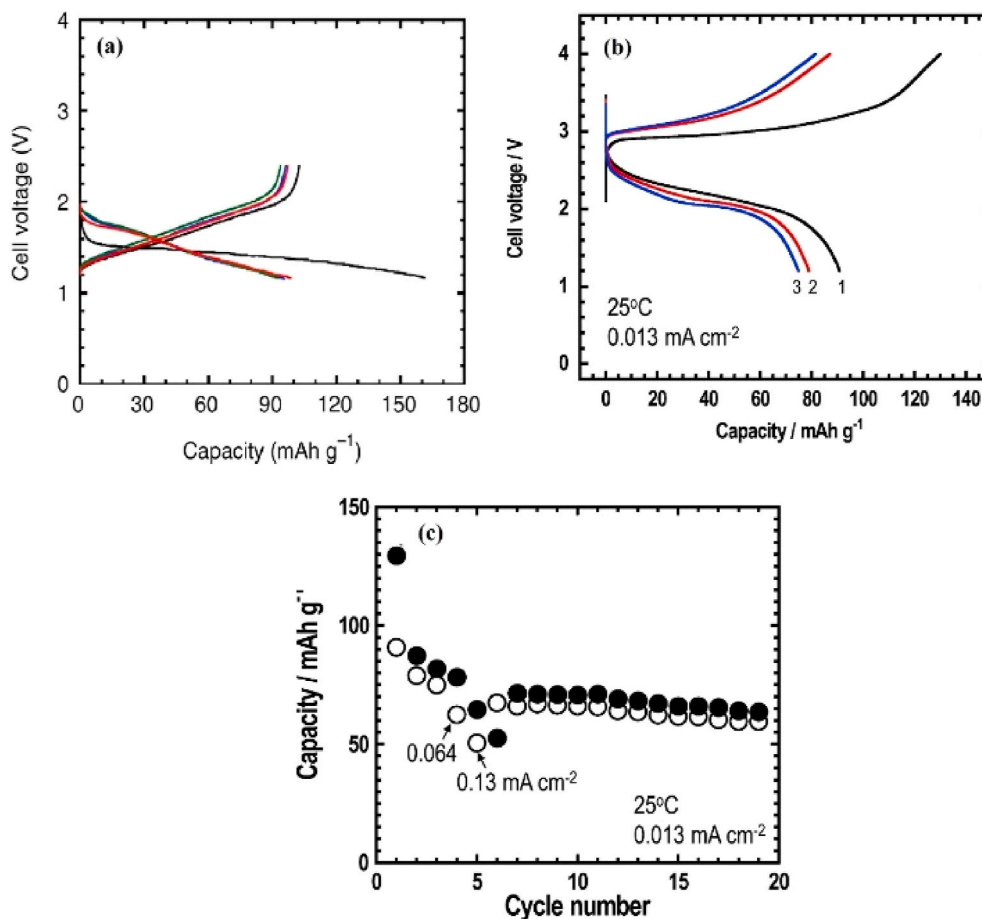 (a)
4
3
2
1
0
Cell voltage (V)
0 30 60 90 120 150 180
Capacity (mAh g⁻¹)
(b)
4
3
2
1
0
Cell voltage / V
3 2 1
25°C
0.013 mA cm⁻²
0 20 40 60 80 100 120 140
Capacity / mAh g⁻¹
(c)
150
100
50
0
Capacity / mAh g⁻¹
0.064
0.13 mA cm⁻²
25°C
0.013 mA cm⁻²
0 5 10 15 20
Cycle number